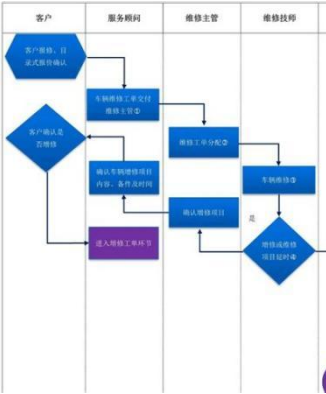 客户
服务顾问
维修主管
维修技师
客户报修、目
录式报价确认
车辆维修工单交付
维修主管①
维修工单分配②
客户确认是
否增修
确认车辆增修项目
内容、备件及时间
车辆维修③
确认增修项目
是
进入增修工单环节
增修或维修
项目延时④